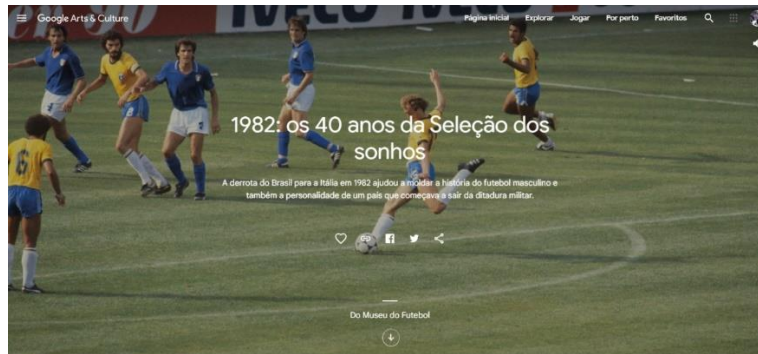 Google Arts & Culture
Página inicial Explorar Jogar Por perto Favoritos
1982: os 40 anos da Seleção dos
sonhos
A derrota do Brasil para a Itália em 1982 ajudou a moldar a história do futebol masculino e
também a personalidade de um país que começava a sair da ditadura militar.
Do Museu do Futebol
6